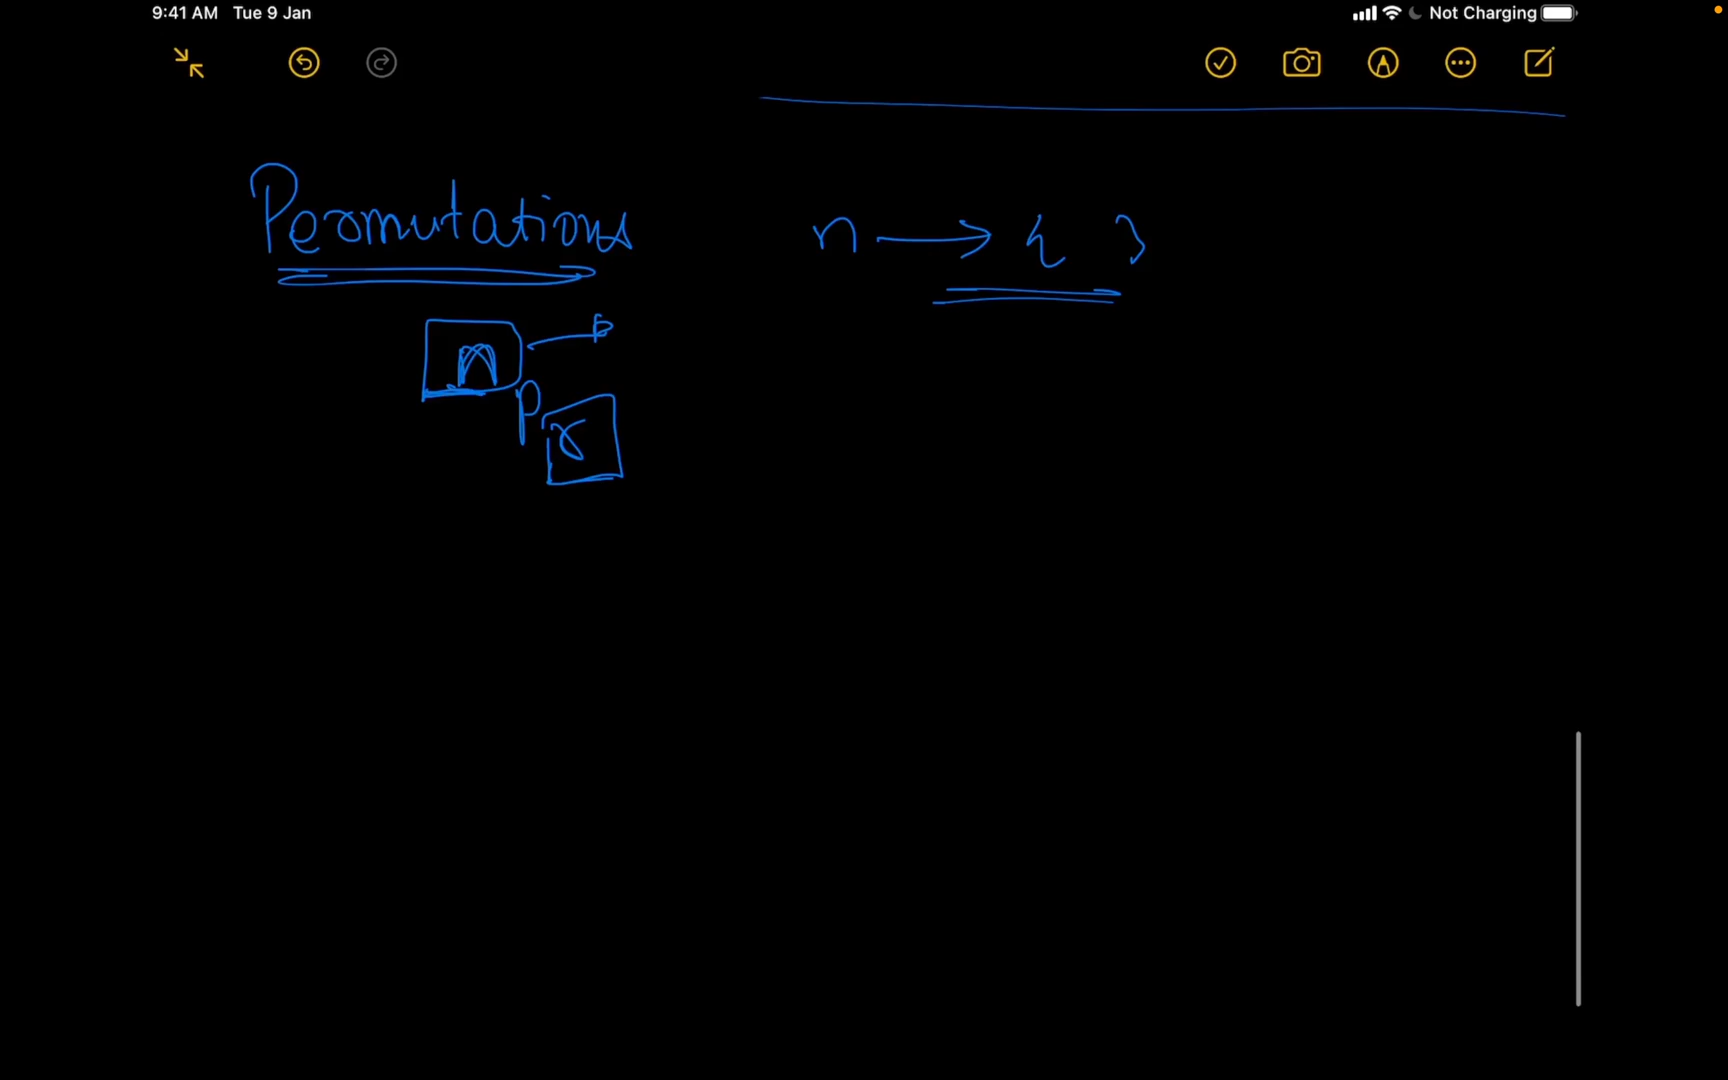 9:41 AM Tue 9 Jan
Not Charging
Permutations
n → { }
n P r